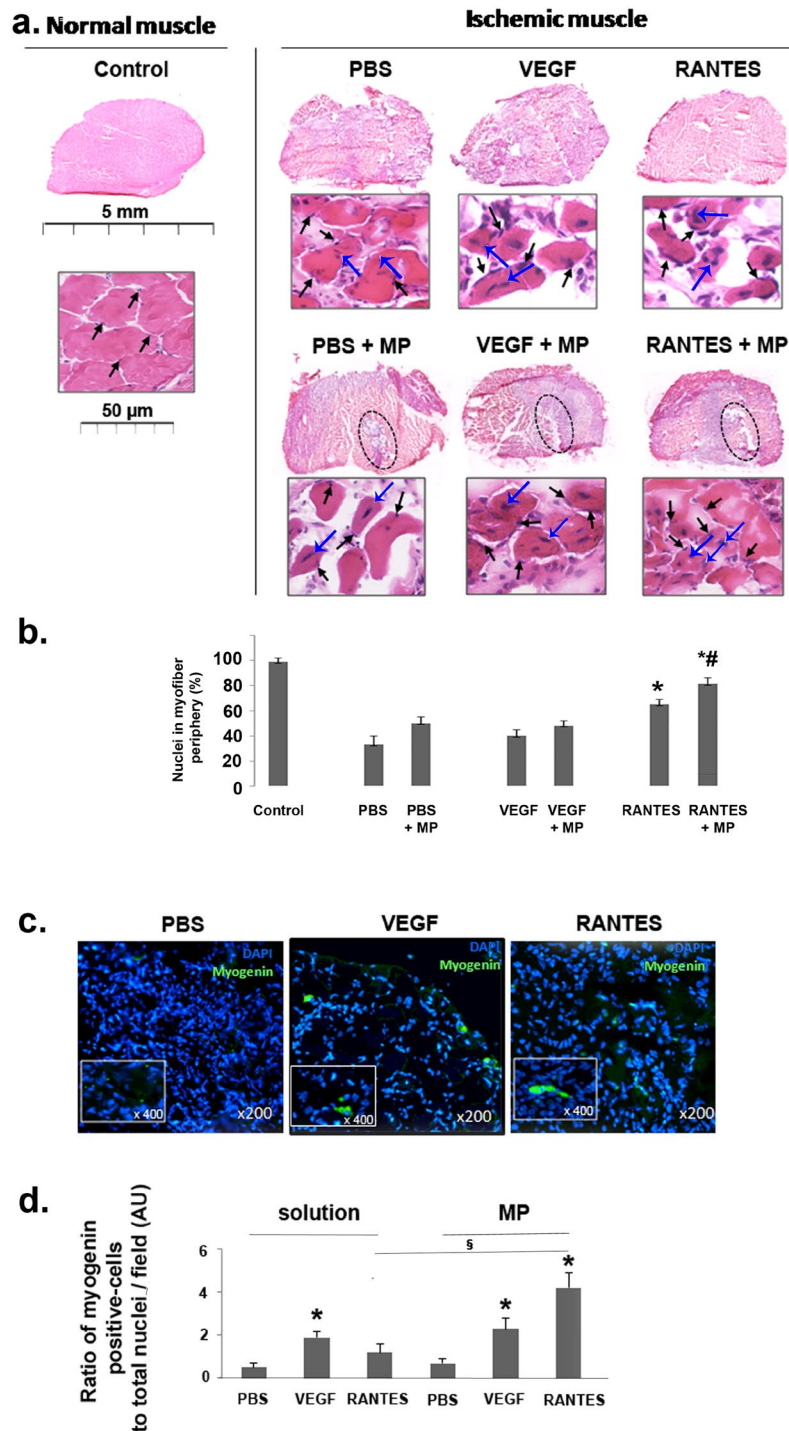 a. Normal muscle
Ischemic muscle
Control
PBS
VEGF
RANTES
5 mm
50 µm
PBS + MP
VEGF + MP
RANTES + MP
b.
Nuclei in myofiber
periphery (%)
100
80
60
40
20
0
*
*#
Control
PBS
PBS
+ MP
VEGF
VEGF
+ MP
RANTES
RANTES
+ MP
c.
PBS
VEGF
RANTES
DAPI
Myogenin
x 400
x200
DAPI
Myogenin
x 400
x200
DAPI
Myogenin
x 400
x200
d.
Ratio of myogenin
positive-cells
to total nuclei / field (AU)
solution
MP
§
6
4
2
0
*
*
*
PBS
VEGF
RANTES
PBS
VEGF
RANTES